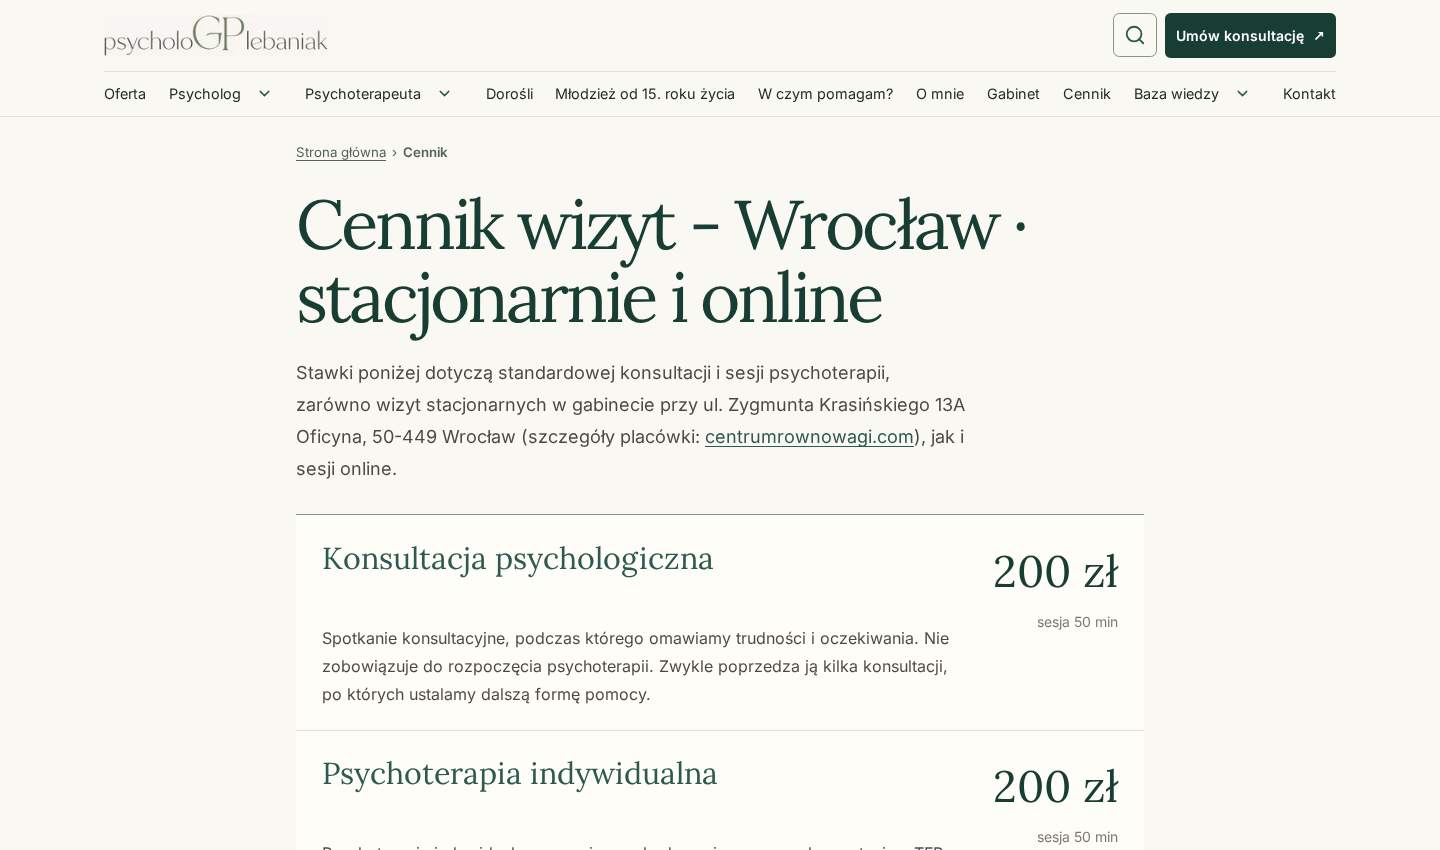 psycholoGPlebaniak
Umów konsultację ↗
Oferta Psycholog Psychoterapeuta Dorośli Młodzież od 15. roku życia W czym pomagam? O mnie Gabinet Cennik Baza wiedzy Kontakt
Strona główna › Cennik
Cennik wizyt - Wrocław ·
stacjonarnie i online
Stawki poniżej dotyczą standardowej konsultacji i sesji psychoterapii,
zarówno wizyt stacjonarnych w gabinecie przy ul. Zygmunta Krasińskiego 13A
Oficyna, 50-449 Wrocław (szczegóły placówki: centrumrownowagi.com), jak i
sesji online.
Konsultacja psychologiczna
200 zł
sesja 50 min
Spotkanie konsultacyjne, podczas którego omawiamy trudności i oczekiwania. Nie
zobowiązuje do rozpoczęcia psychoterapii. Zwykle poprzedza ją kilka konsultacji,
po których ustalamy dalszą formę pomocy.
Psychoterapia indywidualna
200 zł
sesja 50 min